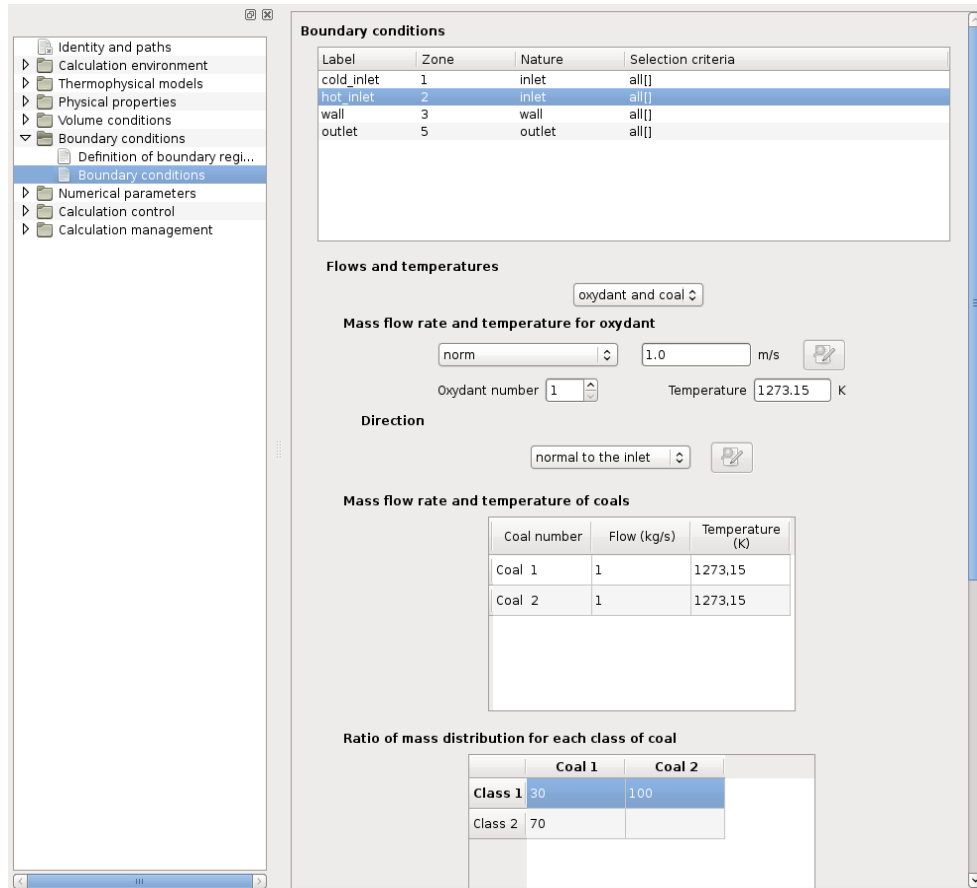 Identity and paths
Calculation environment
Thermophysical models
Physical properties
Volume conditions
Boundary conditions
Definition of boundary regi...
Boundary conditions
Numerical parameters
Calculation control
Calculation management
Boundary conditions
Label Zone Nature Selection criteria
cold_inlet 1 inlet all[]
hot_inlet 2 inlet all[]
wall 3 wall all[]
outlet 5 outlet all[]
Flows and temperatures
oxydant and coal
Mass flow rate and temperature for oxydant
norm 1.0 m/s
Oxydant number 1 Temperature 1273.15 K
Direction
normal to the inlet
Mass flow rate and temperature of coals
Coal number Flow (kg/s) Temperature
(K)
Coal 1 1 1273,15
Coal 2 1 1273,15
Ratio of mass distribution for each class of coal
Coal 1 Coal 2
Class 1 30 100
Class 2 70